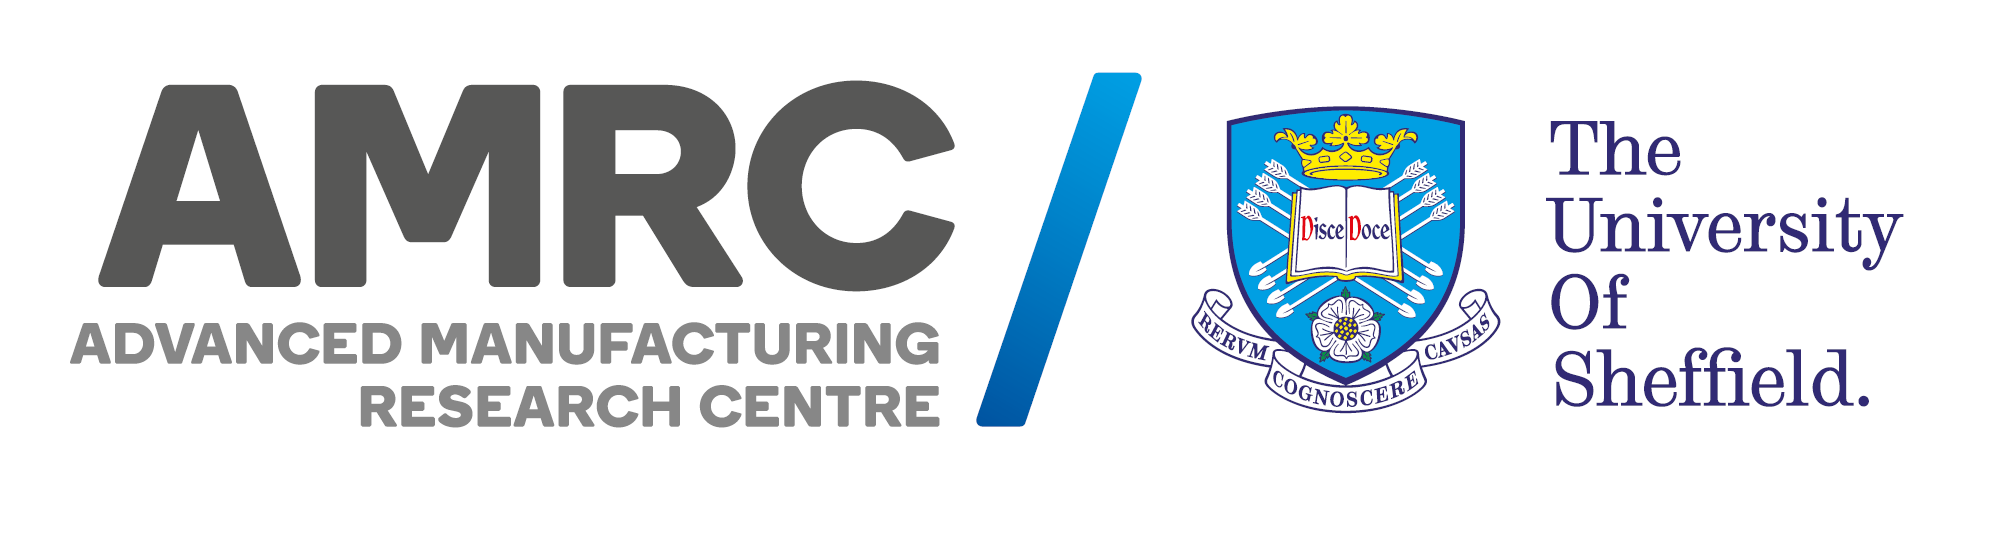 AMRC
ADVANCED MANUFACTURING
RESEARCH CENTRE
Disce Doce
RERVM COGNOSCERE CAVSAS
The
University
Of
Sheffield.